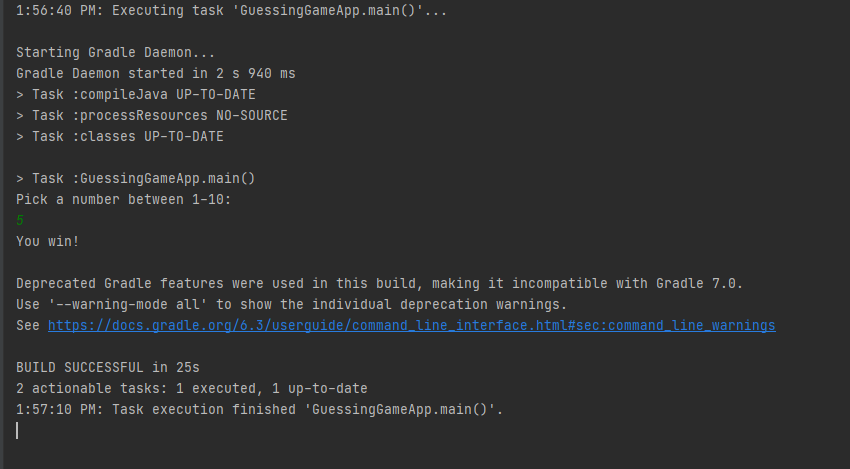 1:56:40 PM: Executing task 'GuessingGameApp.main()'...
Starting Gradle Daemon...
Gradle Daemon started in 2 s 940 ms
> Task :compileJava UP-TO-DATE
> Task :processResources NO-SOURCE
> Task :classes UP-TO-DATE
> Task :GuessingGameApp.main()
Pick a number between 1-10:
5
You win!
Deprecated Gradle features were used in this build, making it incompatible with Gradle 7.0.
Use '--warning-mode all' to show the individual deprecation warnings.
See https://docs.gradle.org/6.3/userguide/command_line_interface.html#sec:command_line_warnings
BUILD SUCCESSFUL in 25s
2 actionable tasks: 1 executed, 1 up-to-date
1:57:10 PM: Task execution finished 'GuessingGameApp.main()'.